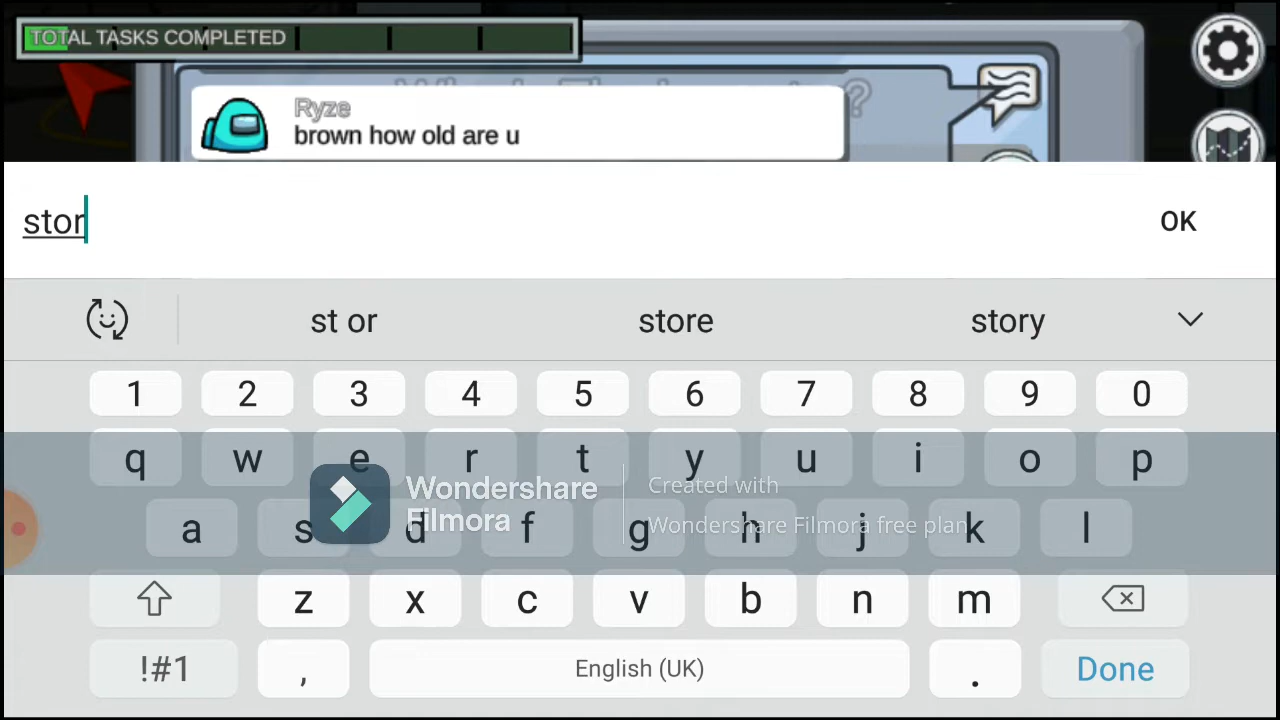 TOTAL TASKS COMPLETED
?
Ryze
brown how old are u
stor
OK
st or store story
1 2 3 4 5 6 7 8 9 0
q w e r t y u i o p
Wondershare
Filmora
Created with
Wondershare Filmora free plan
a s d f g h j k l
z x c v b n m
!#1 , English (UK) . Done